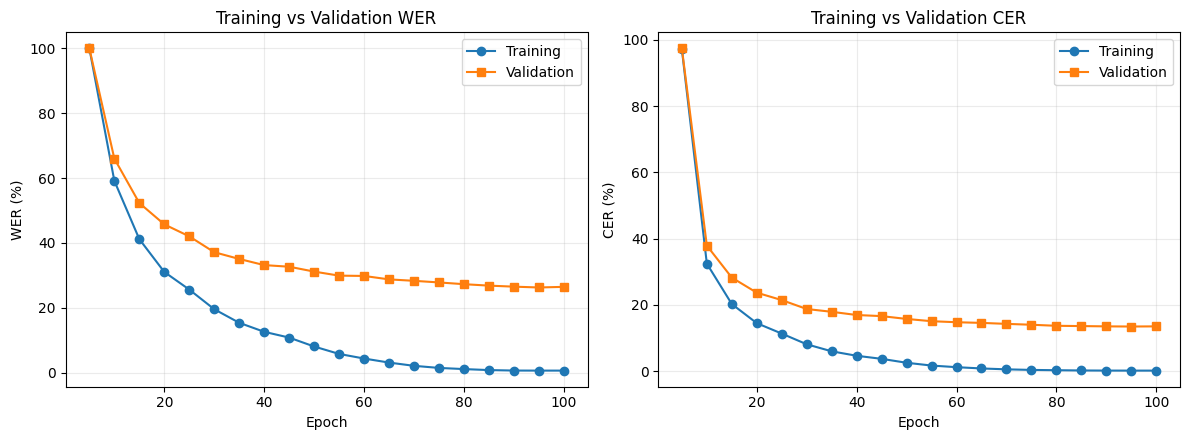 Training vs Validation WER
WER (%)
100
80
60
40
20
0
20 40 60 80 100
Epoch
Training
Validation
Training vs Validation CER
CER (%)
100
80
60
40
20
0
20 40 60 80 100
Epoch
Training
Validation